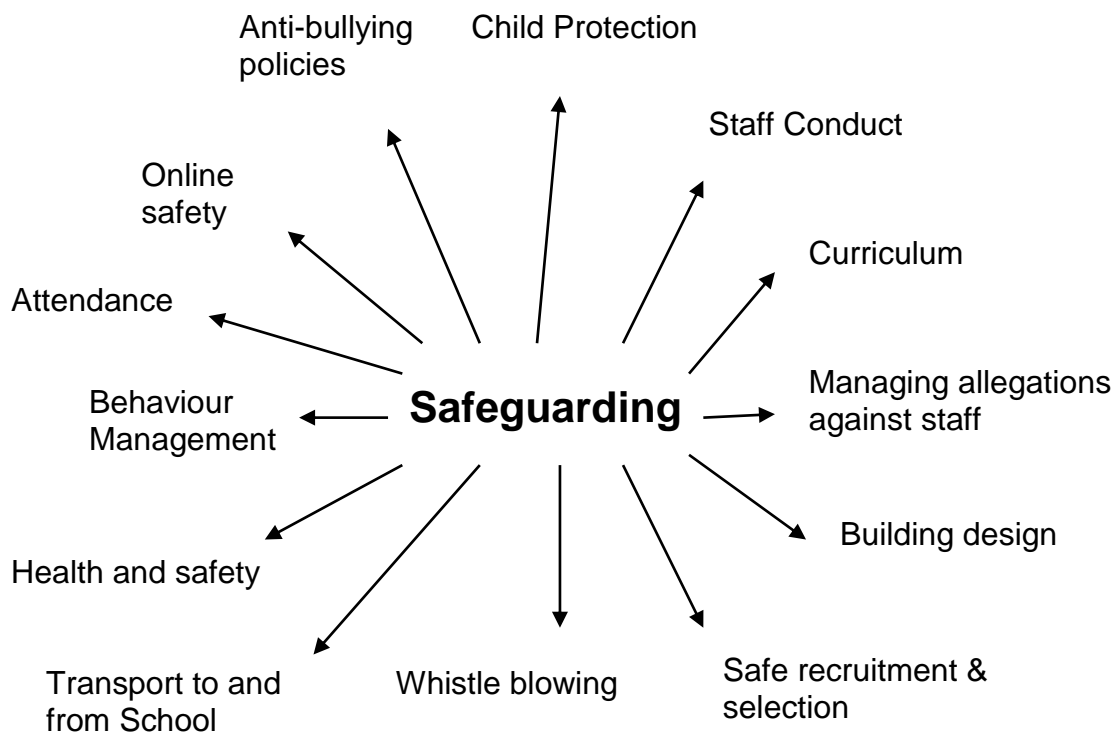 Anti-bullying
policies
Child Protection
Staff Conduct
Online
safety
Curriculum
Attendance
Managing allegations
against staff
Behaviour
Management
Safeguarding
Building design
Health and safety
Transport to and
from School
Whistle blowing
Safe recruitment &
selection